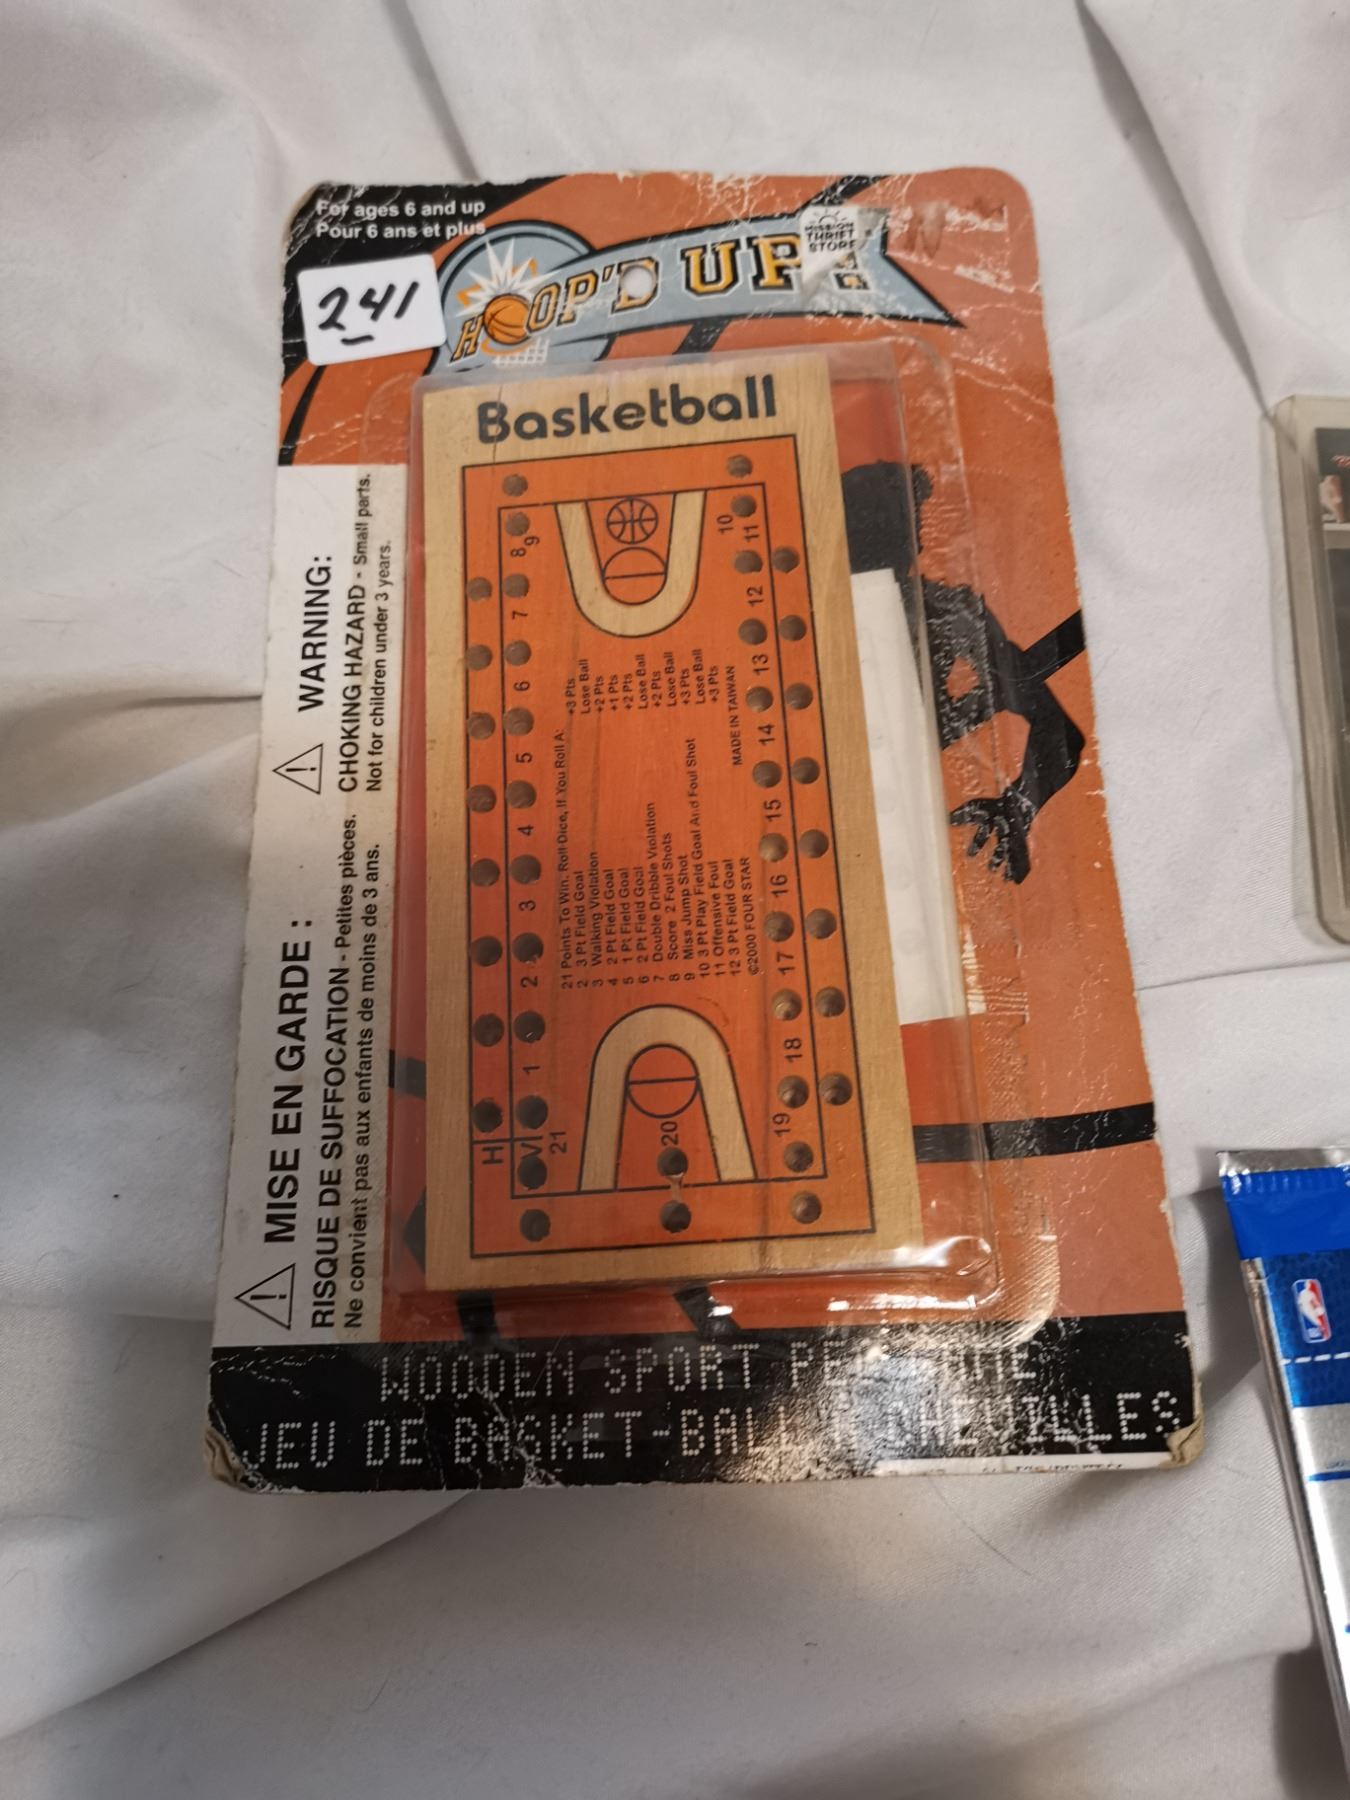 For ages 6 and up
Pour 6 ans et plus
241
HOOP'D UP!
MISSION
THRIFT
STORE
Basketball
WARNING:
CHOKING HAZARD - Small parts.
Not for children under 3 years.
MISE EN GARDE :
RISQUE DE SUFFOCATION - Petites pièces.
Ne convient pas aux enfants de moins de 3 ans.
H
V
1 2 3 4 5 6 7 8 9
10 11 12 13 14 15 16 17 18 19
20
21
21 Points To Win. Roll Dice, If You Roll A:
2 3 Pt Field Goal +3 Pts
3 Walking Violation Lose Ball
4 2 Pt Field Goal +2 Pts
5 1 Pt Field Goal +1 Pts
6 2 Pt Field Goal +2 Pts
7 Double Dribble Violation Lose Ball
8 Score 2 Foul Shots +2 Pts
9 Miss Jump Shot Lose Ball
10 3 Pt Play Field Goal And Foul Shot +3 Pts
11 Offensive Foul Lose Ball
12 3 Pt Field Goal +3 Pts
©2000 FOUR STAR MADE IN TAIWAN
WOODEN SPORT PEG GAME
JEU DE BASKET-BALL À CHEVILLES